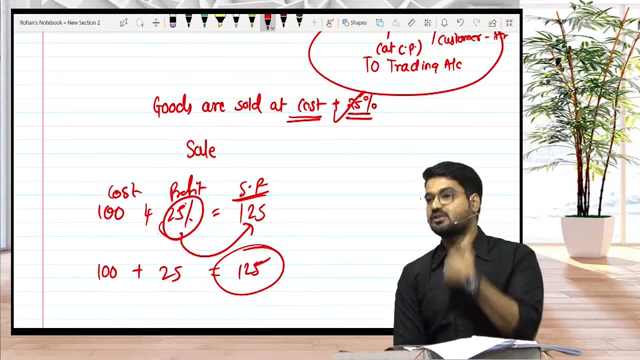 Rohan's Notebook - New Section 2
(at C.P.) / Customer -
To Trading A/c
Goods are sold at cost + 25%
Sale
Cost Profit S.P
100 + 25% = 125
100 + 25 = 125